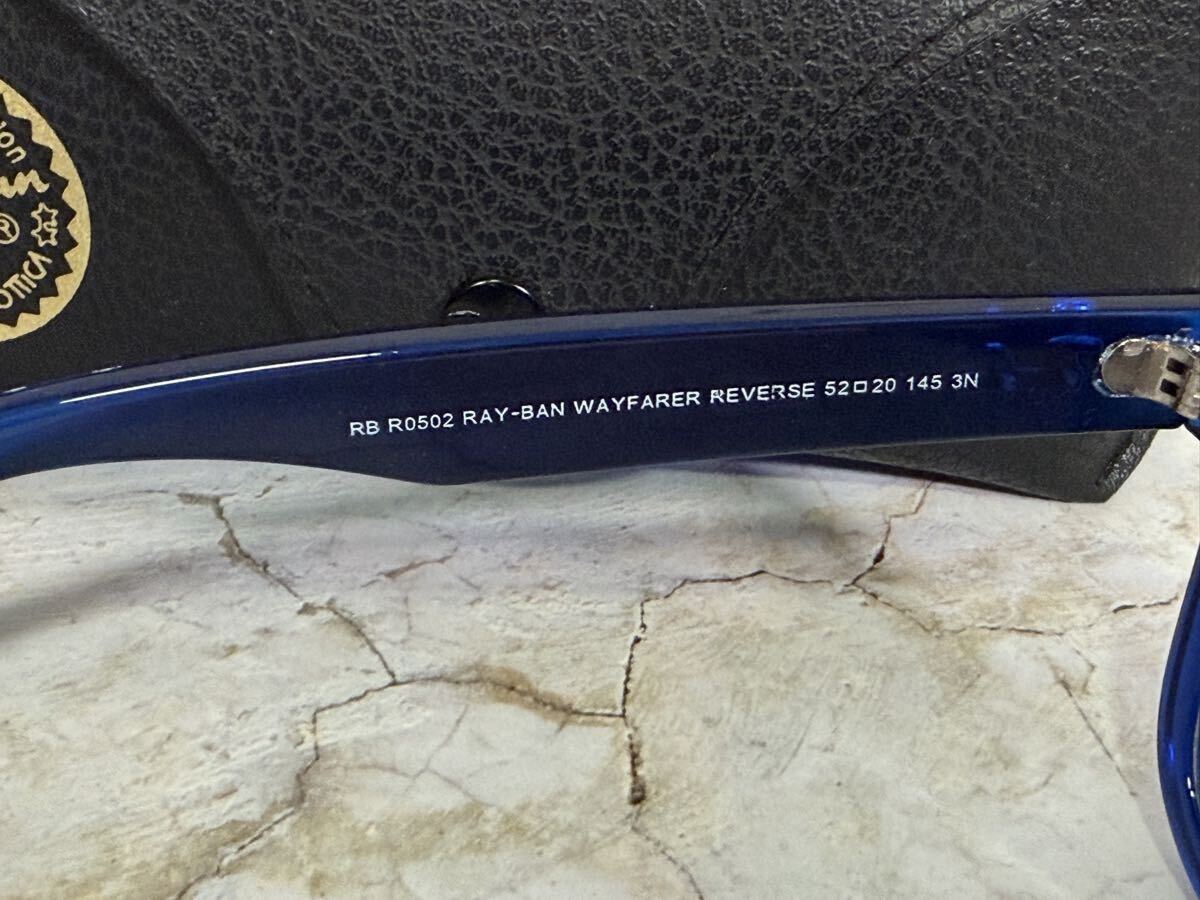 RB R0502 RAY-BAN WAYFARER REVERSE 52□20 145 3N